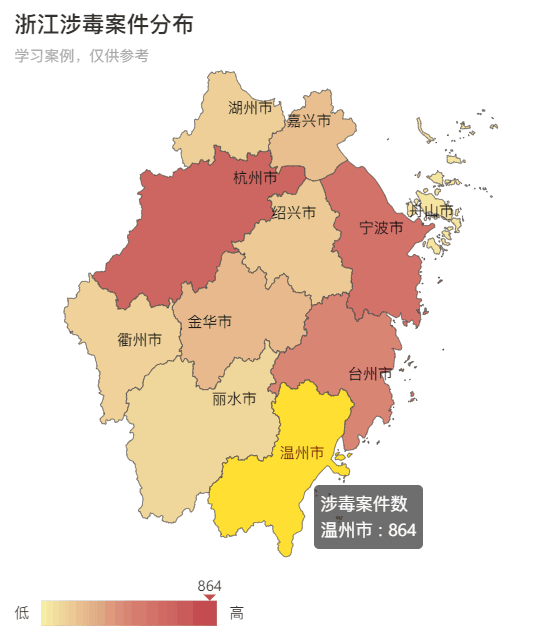 浙江涉毒案件分布
学习案例，仅供参考
湖州市
嘉兴市
杭州市
绍兴市
舟山市
宁波市
金华市
衢州市
台州市
丽水市
温州市
涉毒案件数
温州市 : 864
864
低
高